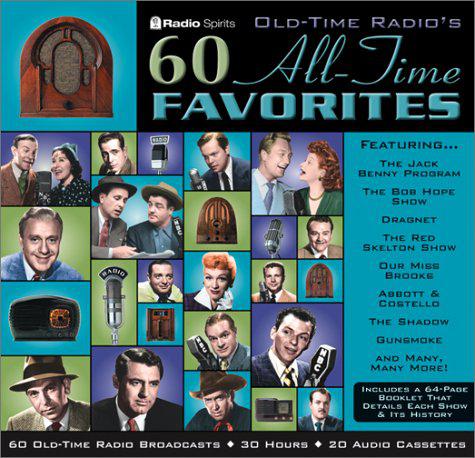 Radio Spirits
OLD-TIME RADIO'S
60 All-Time
FAVORITES
FEATURING...
THE JACK
BENNY PROGRAM
THE BOB HOPE
SHOW
DRAGNET
THE RED
SKELTON SHOW
OUR MISS
BROOKS
ABBOTT &
COSTELLO
THE SHADOW
GUNSMOKE
AND MANY,
MANY MORE!
INCLUDES A 64-PAGE
BOOKLET THAT
DETAILS EACH SHOW
& ITS HISTORY
RADIO
NBC
60 OLD-TIME RADIO BROADCASTS ◆ 30 HOURS ◆ 20 AUDIO CASSETTES